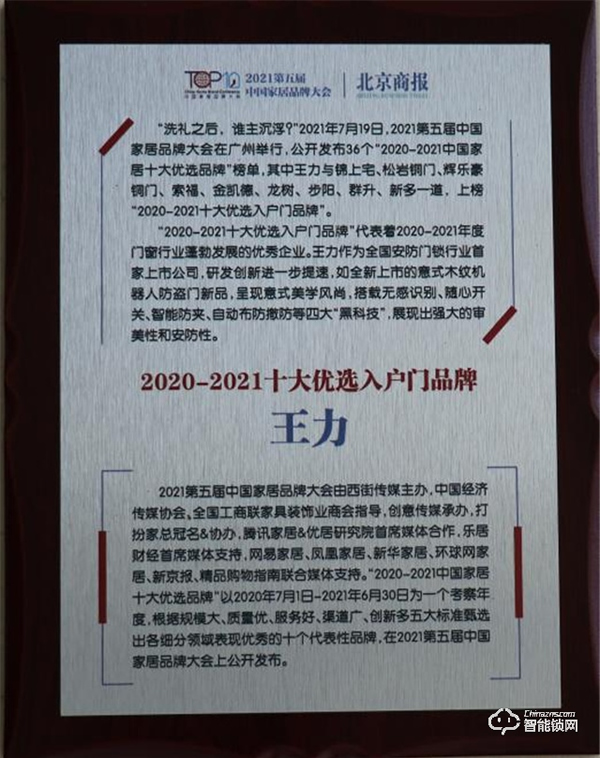 TOP10
中国家居品牌大会
2021第五届
中国家居品牌大会
北京商报
BEIJING BUSINESS TODAY
“洗礼之后，谁主沉浮?”2021年7月19日，2021第五届中国
家居品牌大会在广州举行，公开发布36个“2020-2021中国家
居十大优选品牌”榜单，其中王力与锦上宅、松岩铜门、辉乐豪
铜门、索福、金凯德、龙树、步阳、群升、新多一道，上榜
“2020-2021十大优选入户门品牌”。
“2020-2021十大优选入户门品牌”代表着2020-2021年度
门窗行业蓬勃发展的优秀企业。王力作为全国安防门锁行业首
家上市公司，研发创新进一步提速，如全新上市的意式木纹机
器人防盗门新品，呈现意式美学风尚，搭载无感识别、随心开
关、智能防夹、自动布防撤防等四大“黑科技”，展现出强大的审
美性和安防性。
2020-2021十大优选入户门品牌
王力
2021第五届中国家居品牌大会由西街传媒主办，中国经济
传媒协会、全国工商联家具装饰业商会指导，创意传媒承办，打
扮家总冠名&协办，腾讯家居&优居研究院首席媒体合作，乐居
财经首席媒体支持，网易家居、凤凰家居、新华家居、环球网家
居、新京报、精品购物指南联合媒体支持。“2020-2021中国家居
十大优选品牌”以2020年7月1日-2021年6月30日为一个考察年
度，根据规模大、质量优、服务好、渠道广、创新多五大标准甄选
出各细分领域表现优秀的十个代表性品牌，在2021第五届中国
家居品牌大会上公开发布。
Chinaznss.com
智能锁网